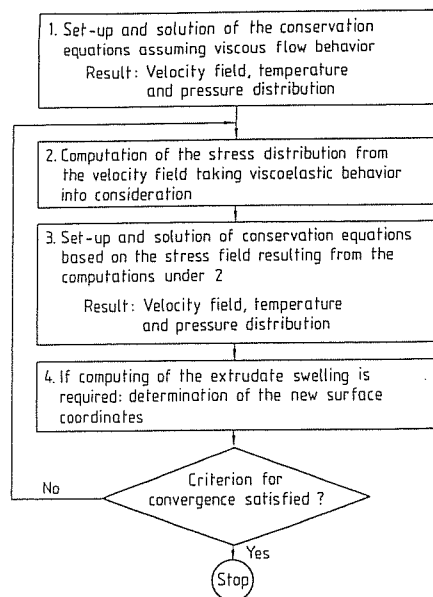 1. Set-up and solution of the conservation
equations assuming viscous flow behavior
Result: Velocity field, temperature
and pressure distribution
2. Computation of the stress distribution from
the velocity field taking viscoelastic behavior
into consideration
3. Set-up and solution of conservation equations
based on the stress field resulting from the
computations under 2
Result: Velocity field, temperature
and pressure distribution
4. If computing of the extrudate swelling is
required: determination of the new surface
coordinates
Criterion for
convergence satisfied ?
No
Yes
Stop